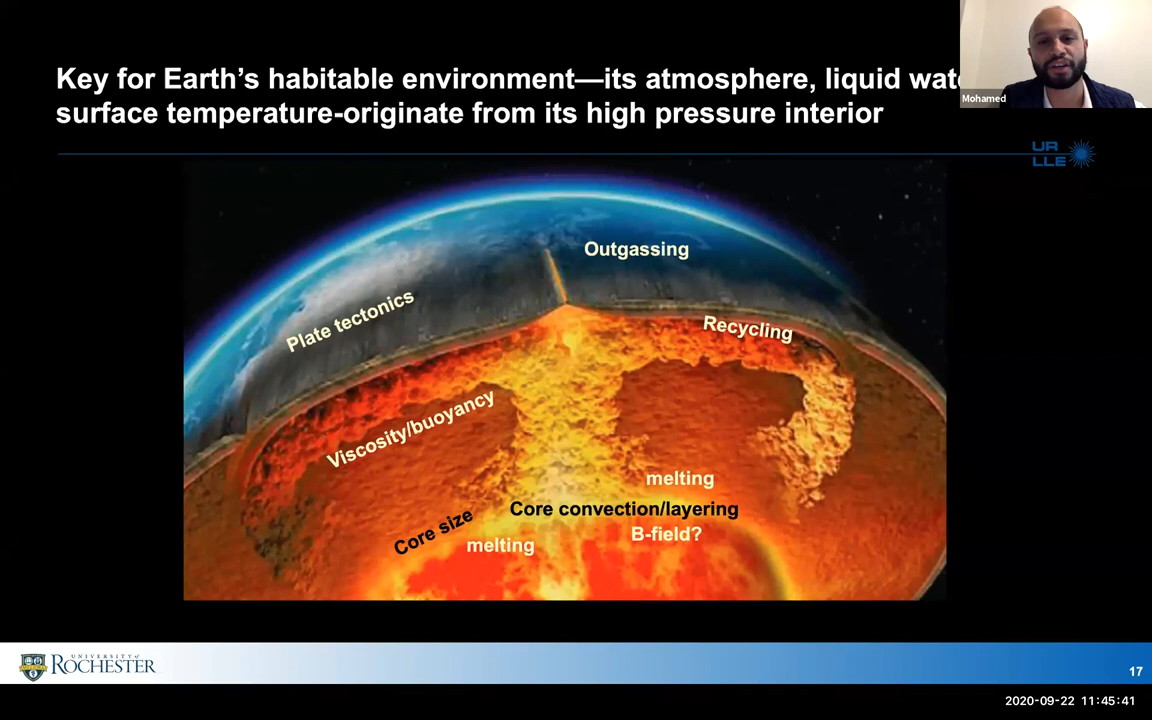 Key for Earth's habitable environment—its atmosphere, liquid
surface temperature-originate from its high pressure interior
Mohamed
UR
LLE
Outgassing
Plate tectonics
Recycling
Viscosity/buoyancy
melting
Core convection/layering
Core size
B-field?
melting
UNIVERSITY of
ROCHESTER
17
2020-09-22 11:45:41